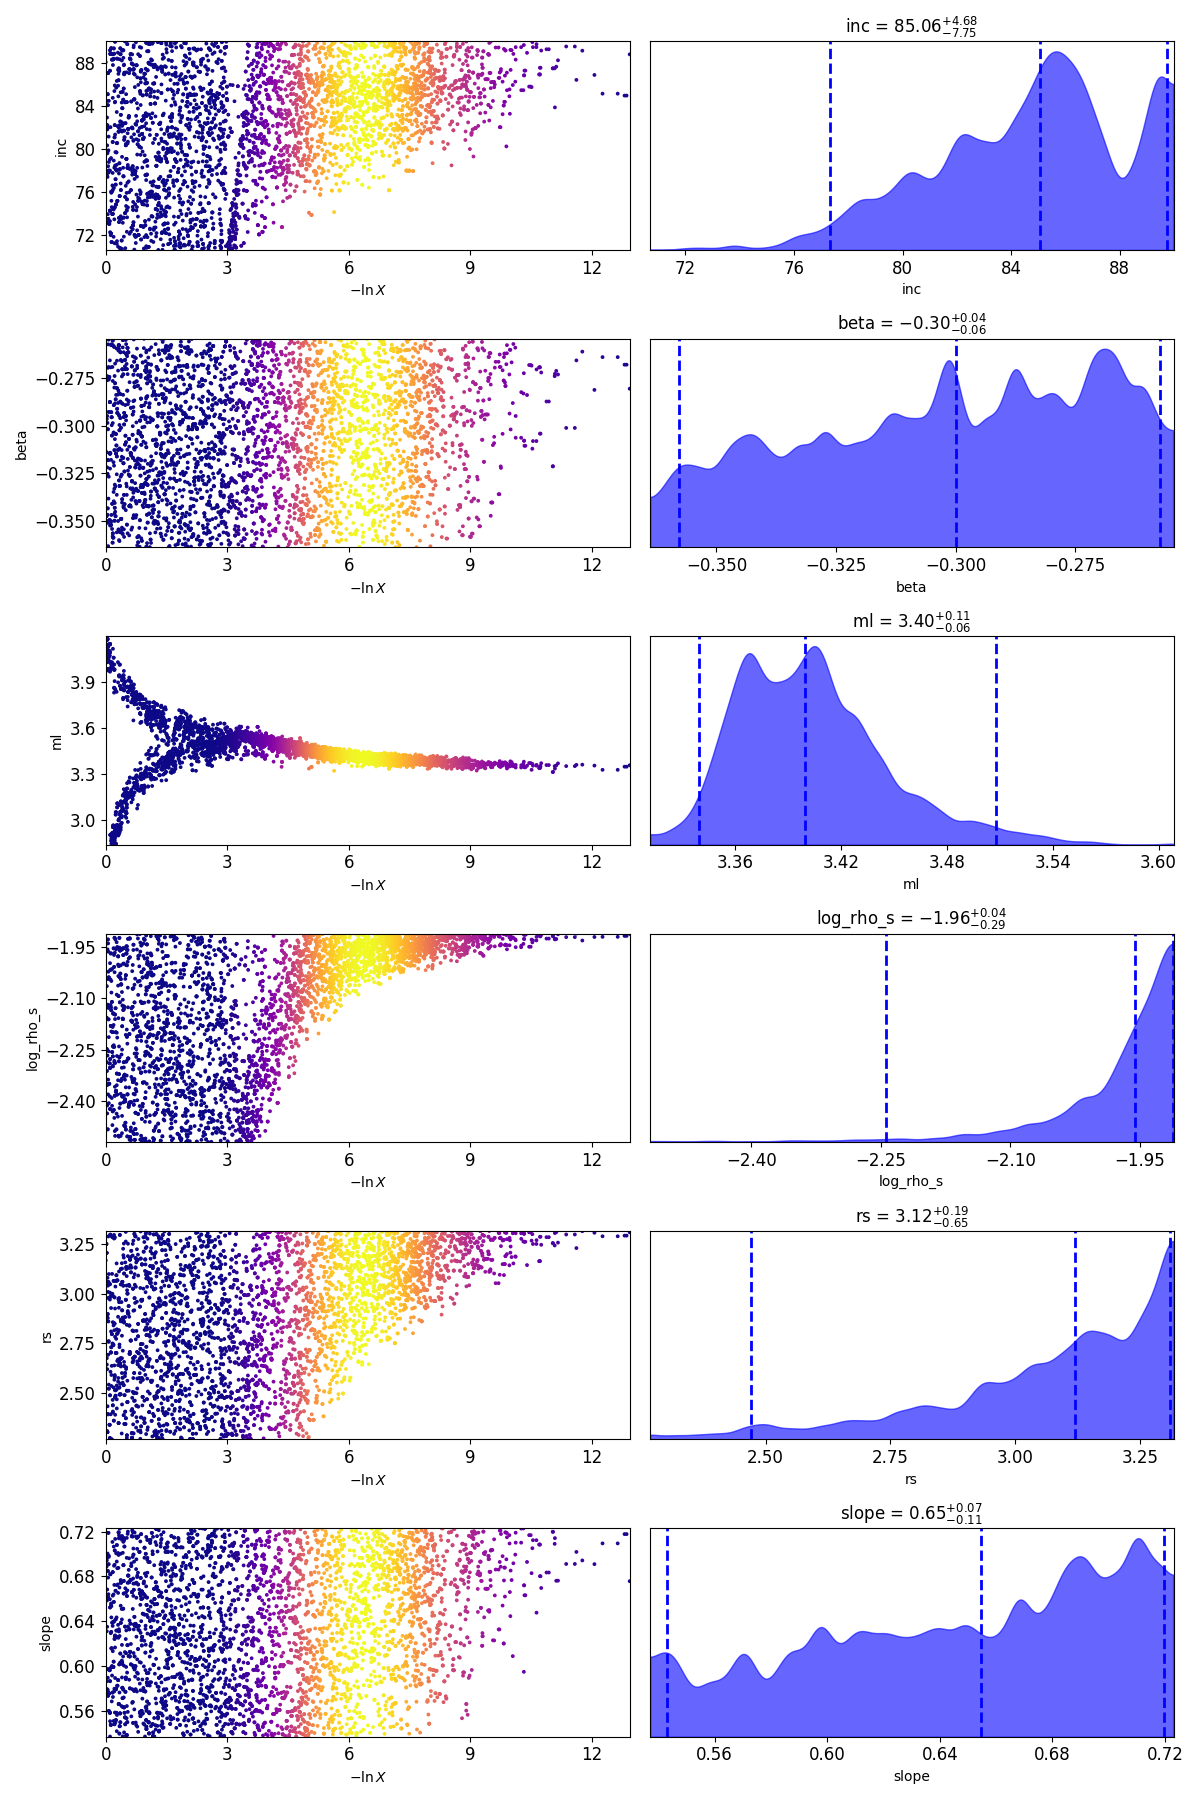 inc = 85.06+4.68 −7.75
88
84
80
76
72
inc
0 3 6 9 12
−ln X
72 76 80 84 88
inc
beta = −0.30+0.04 −0.06
−0.275
−0.300
−0.325
−0.350
beta
0 3 6 9 12
−ln X
−0.350 −0.325 −0.300 −0.275
beta
ml = 3.40+0.11 −0.06
3.9
3.6
3.3
3.0
ml
0 3 6 9 12
−ln X
3.36 3.42 3.48 3.54 3.60
ml
log_rho_s = −1.96+0.04 −0.29
−1.95
−2.10
−2.25
−2.40
log_rho_s
0 3 6 9 12
−ln X
−2.40 −2.25 −2.10 −1.95
log_rho_s
rs = 3.12+0.19 −0.65
3.25
3.00
2.75
2.50
rs
0 3 6 9 12
−ln X
2.50 2.75 3.00 3.25
rs
slope = 0.65+0.07 −0.11
0.72
0.68
0.64
0.60
0.56
slope
0 3 6 9 12
−ln X
0.56 0.60 0.64 0.68 0.72
slope